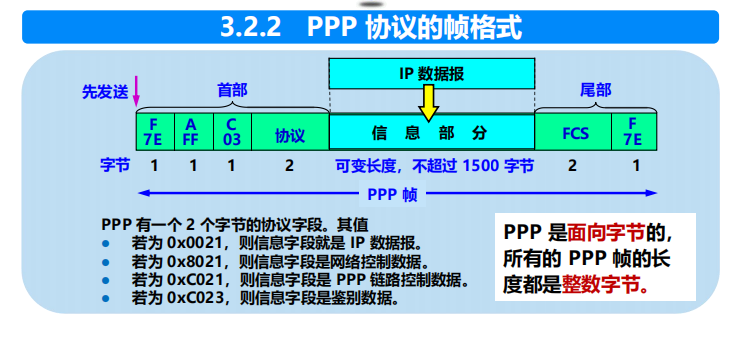 3.2.2 PPP 协议的帧格式
IP 数据报
先发送
首部
尾部
F
7E
A
FF
C
03
协议
信 息 部 分
FCS
F
7E
字节 1 1 1 2 可变长度，不超过 1500 字节 2 1
PPP 帧
PPP 有一个 2 个字节的协议字段。其值
● 若为 0x0021，则信息字段就是 IP 数据报。
● 若为 0x8021，则信息字段是网络控制数据。
● 若为 0xC021，则信息字段是 PPP 链路控制数据。
● 若为 0xC023，则信息字段是鉴别数据。
PPP 是面向字节的，
所有的 PPP 帧的长
度都是整数字节。